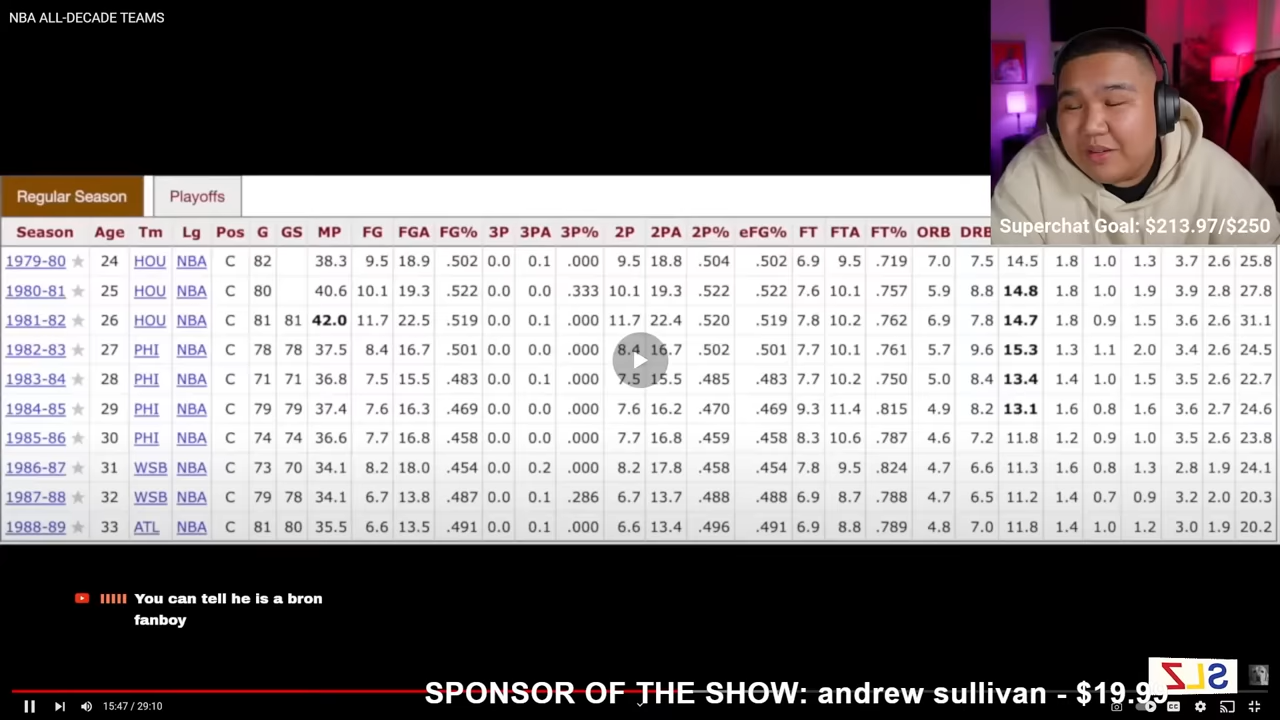 NBA ALL-DECADE TEAMS
Superchat Goal: $213.97/$250
Regular Season Playoffs
Season Age Tm Lg Pos G GS MP FG FGA FG% 3P 3PA 3P% 2P 2PA 2P% eFG% FT FTA FT% ORB DRB
1979-80 ★ 24 HOU NBA C 82 38.3 9.5 18.9 .502 0.0 0.1 .000 9.5 18.8 .504 .502 6.9 9.5 .719 7.0 7.5 14.5 1.8 1.0 1.3 3.7 2.6 25.8
1980-81 ★ 25 HOU NBA C 80 40.6 10.1 19.3 .522 0.0 0.0 .333 10.1 19.3 .522 .522 7.6 10.1 .757 5.9 8.8 14.8 1.8 1.0 1.9 3.9 2.8 27.8
1981-82 ★ 26 HOU NBA C 81 81 42.0 11.7 22.5 .519 0.0 0.1 .000 11.7 22.4 .520 .519 7.8 10.2 .762 6.9 7.8 14.7 1.8 0.9 1.5 3.6 2.6 31.1
1982-83 ★ 27 PHI NBA C 78 78 37.5 8.4 16.7 .501 0.0 0.0 .000 8.4 16.7 .502 .501 7.7 10.1 .761 5.7 9.6 15.3 1.3 1.1 2.0 3.4 2.6 24.5
1983-84 ★ 28 PHI NBA C 71 71 36.8 7.5 15.5 .483 0.0 0.1 .000 7.5 15.5 .485 .483 7.7 10.2 .750 5.0 8.4 13.4 1.4 1.0 1.5 3.5 2.6 22.7
1984-85 ★ 29 PHI NBA C 79 79 37.4 7.6 16.3 .469 0.0 0.0 .000 7.6 16.2 .470 .469 9.3 11.4 .815 4.9 8.2 13.1 1.6 0.8 1.6 3.6 2.7 24.6
1985-86 ★ 30 PHI NBA C 74 74 36.6 7.7 16.8 .458 0.0 0.0 .000 7.7 16.8 .459 .458 8.3 10.6 .787 4.6 7.2 11.8 1.2 0.9 1.0 3.5 2.6 23.8
1986-87 ★ 31 WSB NBA C 73 70 34.1 8.2 18.0 .454 0.0 0.2 .000 8.2 17.8 .458 .454 7.8 9.5 .824 4.7 6.6 11.3 1.6 0.8 1.3 2.8 1.9 24.1
1987-88 ★ 32 WSB NBA C 79 78 34.1 6.7 13.8 .487 0.0 0.1 .286 6.7 13.7 .488 .488 6.9 8.7 .788 4.7 6.5 11.2 1.4 0.7 0.9 3.2 2.0 20.3
1988-89 ★ 33 ATL NBA C 81 80 35.5 6.6 13.5 .491 0.0 0.1 .000 6.6 13.4 .496 .491 6.9 8.8 .789 4.8 7.0 11.8 1.4 1.0 1.2 3.0 1.9 20.2
IIIII You can tell he is a bron
fanboy
SLZ
SPONSOR OF THE SHOW: andrew sullivan - $19.99
15:47 / 29:10